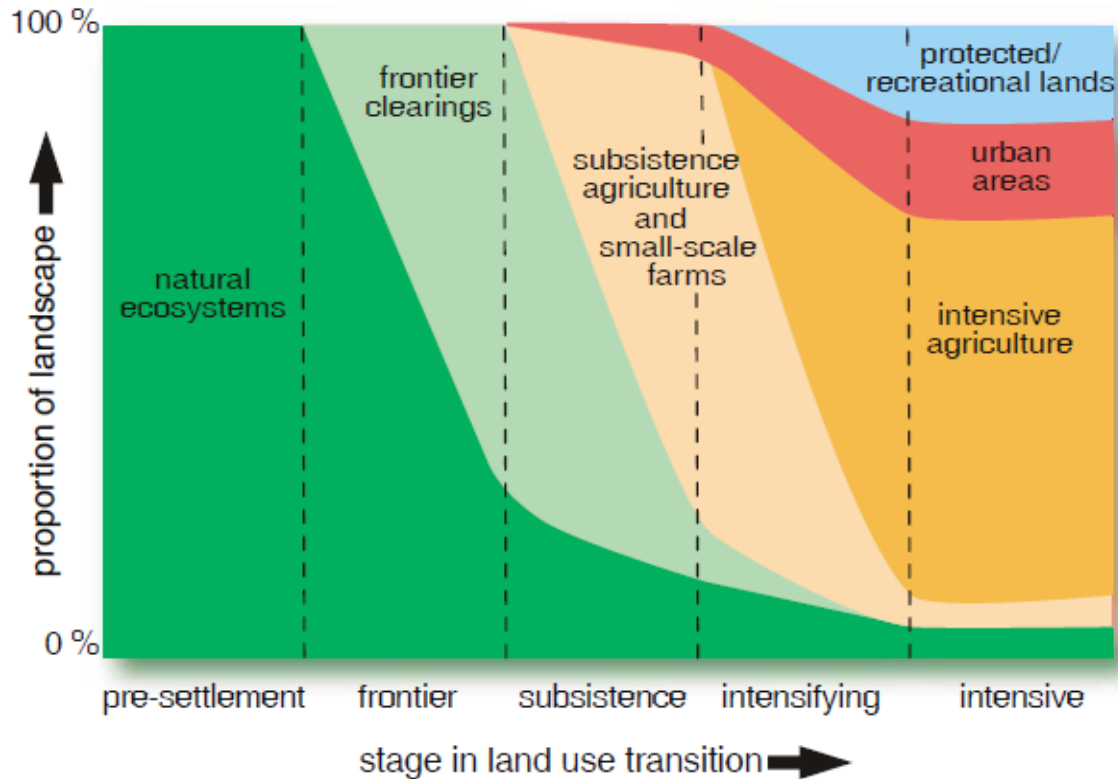 100 %
frontier
clearings
protected/
recreational lands
urban
areas
subsistence
agriculture
and
small-scale
farms
natural
ecosystems
intensive
agriculture
proportion of landscape
0 %
pre-settlement
frontier
subsistence
intensifying
intensive
stage in land use transition